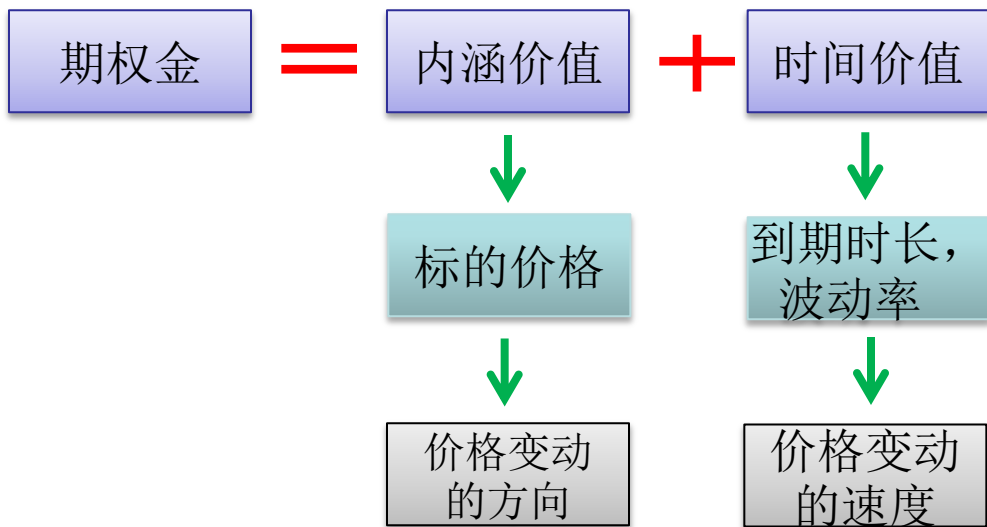 期权金 = 内涵价值 + 时间价值
标的价格
到期时长，
波动率
价格变动
的方向
价格变动
的速度